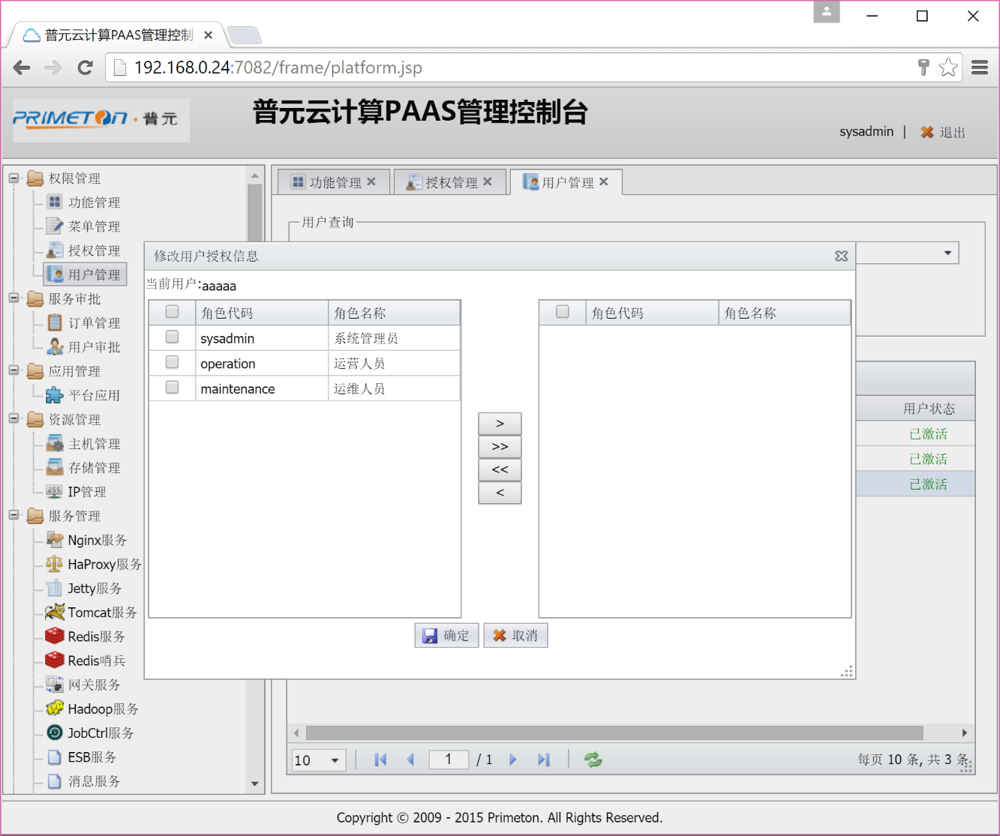 普元云计算PAAS管理控制
192.168.0.24:7082/frame/platform.jsp
PRIMETON · 普元
普元云计算PAAS管理控制台
sysadmin | 退出
权限管理
功能管理
菜单管理
授权管理
用户管理
服务审批
订单管理
用户审批
应用管理
平台应用
资源管理
主机管理
存储管理
IP管理
服务管理
Nginx服务
HaProxy服务
Jetty服务
Tomcat服务
Redis服务
Redis哨兵
网关服务
Hadoop服务
JobCtrl服务
ESB服务
消息服务
功能管理 授权管理 用户管理
用户查询
修改用户授权信息
当前用户:aaaaa
角色代码 角色名称
sysadmin 系统管理员
operation 运营人员
maintenance 运维人员
>
>>
<<
<
角色代码 角色名称
确定 取消
用户状态
已激活
已激活
已激活
10 1 / 1 每页 10 条, 共 3 条
Copyright © 2009 - 2015 Primeton. All Rights Reserved.